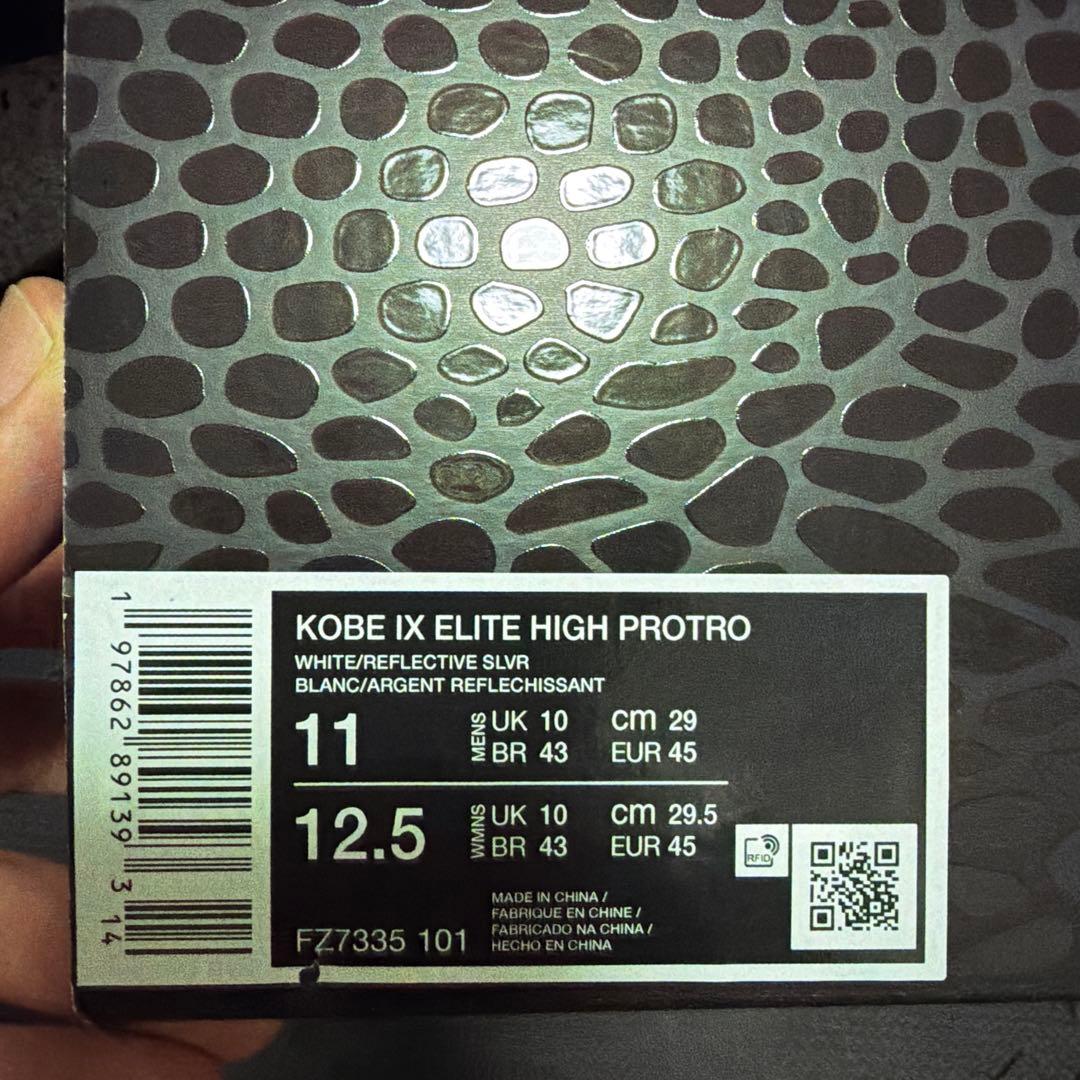 KOBE IX ELITE HIGH PROTRO
WHITE/REFLECTIVE SLVR
BLANC/ARGENT REFLECHISSANT
11 MENS UK 10 cm 29
BR 43 EUR 45
12.5 WMNS UK 10 cm 29.5
BR 43 EUR 45
RFID
MADE IN CHINA /
FABRIQUE EN CHINE /
FABRICADO NA CHINA /
HECHO EN CHINA
FZ7335 101
1 97862 89139 3 14